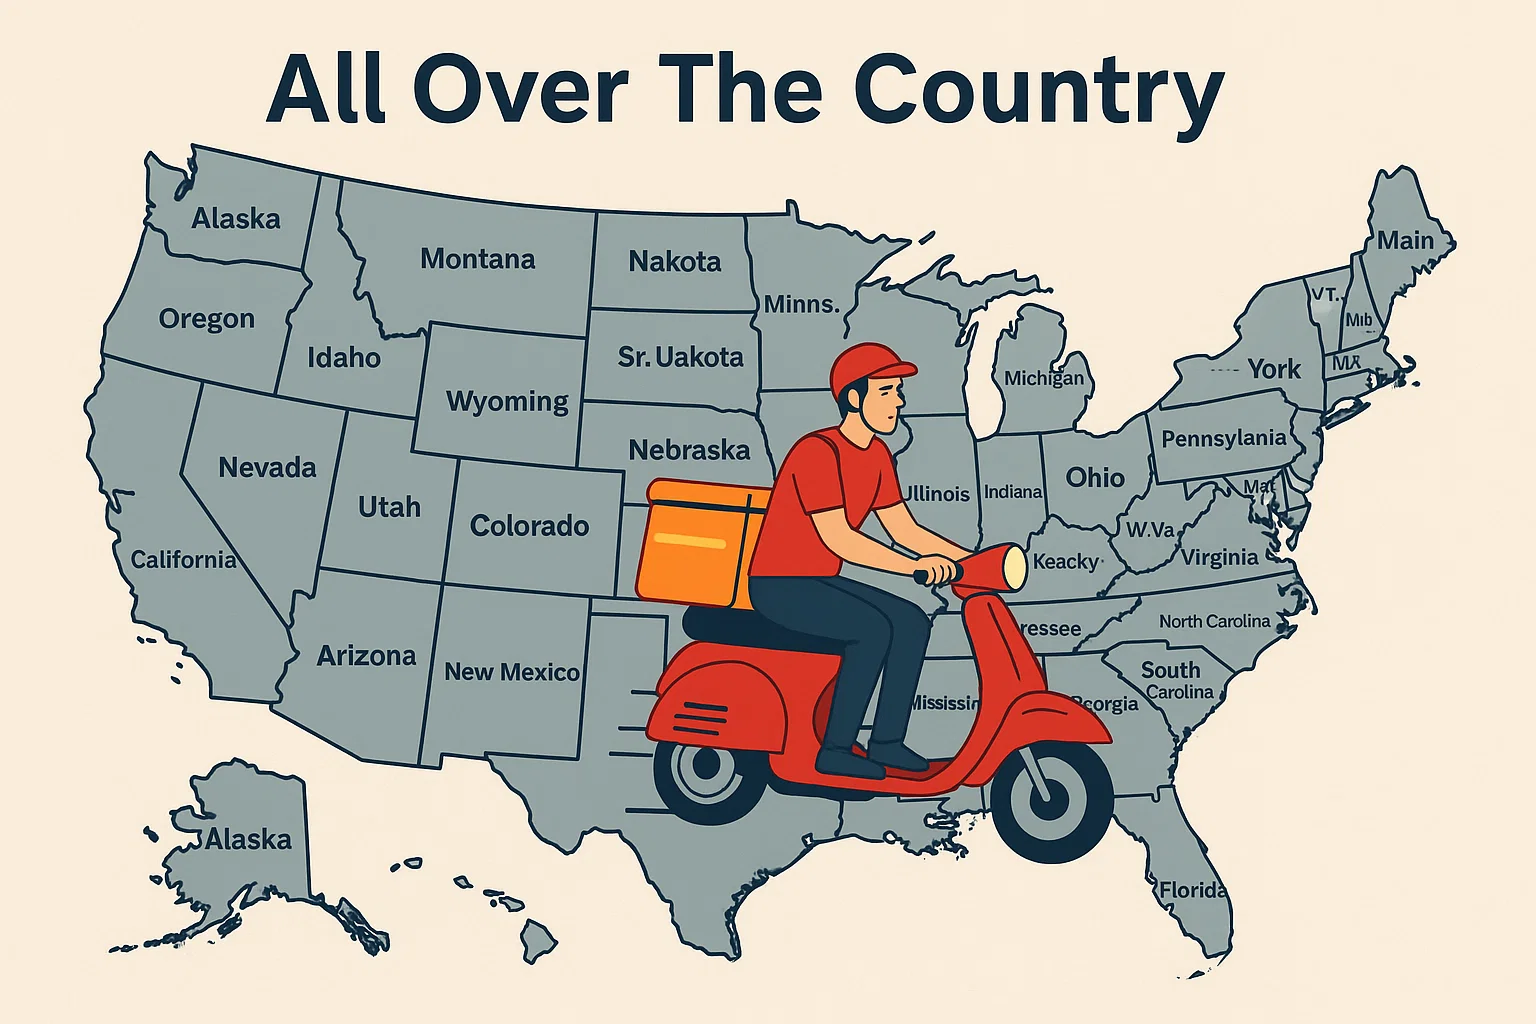 All Over The Country
Alaska
Montana
Nakota
Minns.
Main
VT.
Mib
Oregon
Idaho
Sr. Uakota
Michigan
York
MA
Wyoming
Nebraska
Pennsylania
Nevada
Utah
Colorado
Ullinois
Indiana
Ohio
Mat
W.Va
Virginia
California
Keacky
Arizona
New Mexico
ressee
North Carolina
South
Carolina
Mississin
eorgia
Alaska
Florida